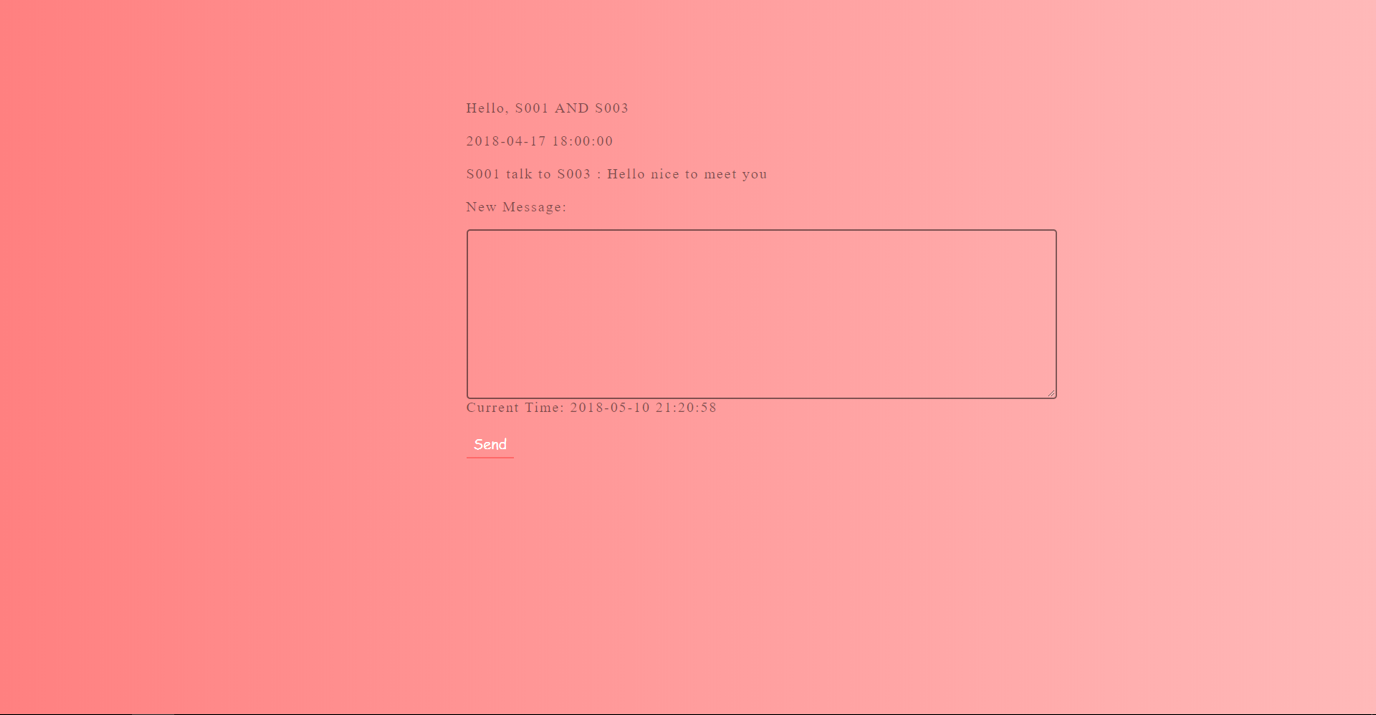 Hello, S001 AND S003
2018-04-17 18:00:00
S001 talk to S003 : Hello nice to meet you
New Message:
Current Time: 2018-05-10 21:20:58
Send